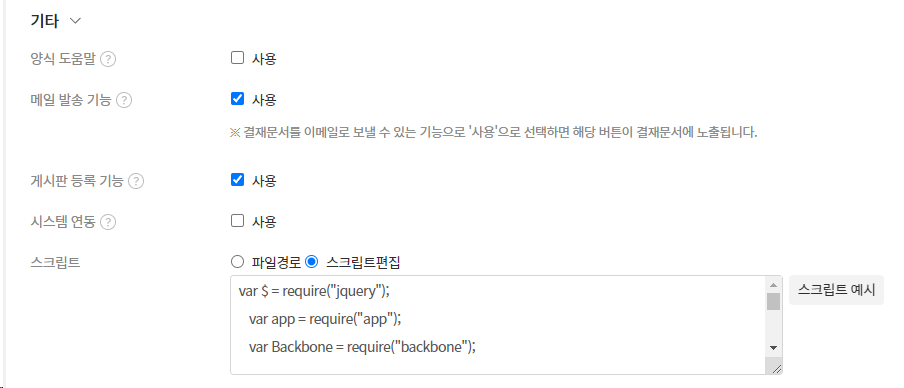 기타
양식 도움말 ? 사용
메일 발송 기능 ? 사용
※ 결재문서를 이메일로 보낼 수 있는 기능으로 '사용'으로 선택하면 해당 버튼이 결재문서에 노출됩니다.
게시판 등록 기능 ? 사용
시스템 연동 ? 사용
스크립트 파일경로 스크립트편집
var $ = require("jquery");
var app = require("app");
var Backbone = require("backbone");
스크립트 예시